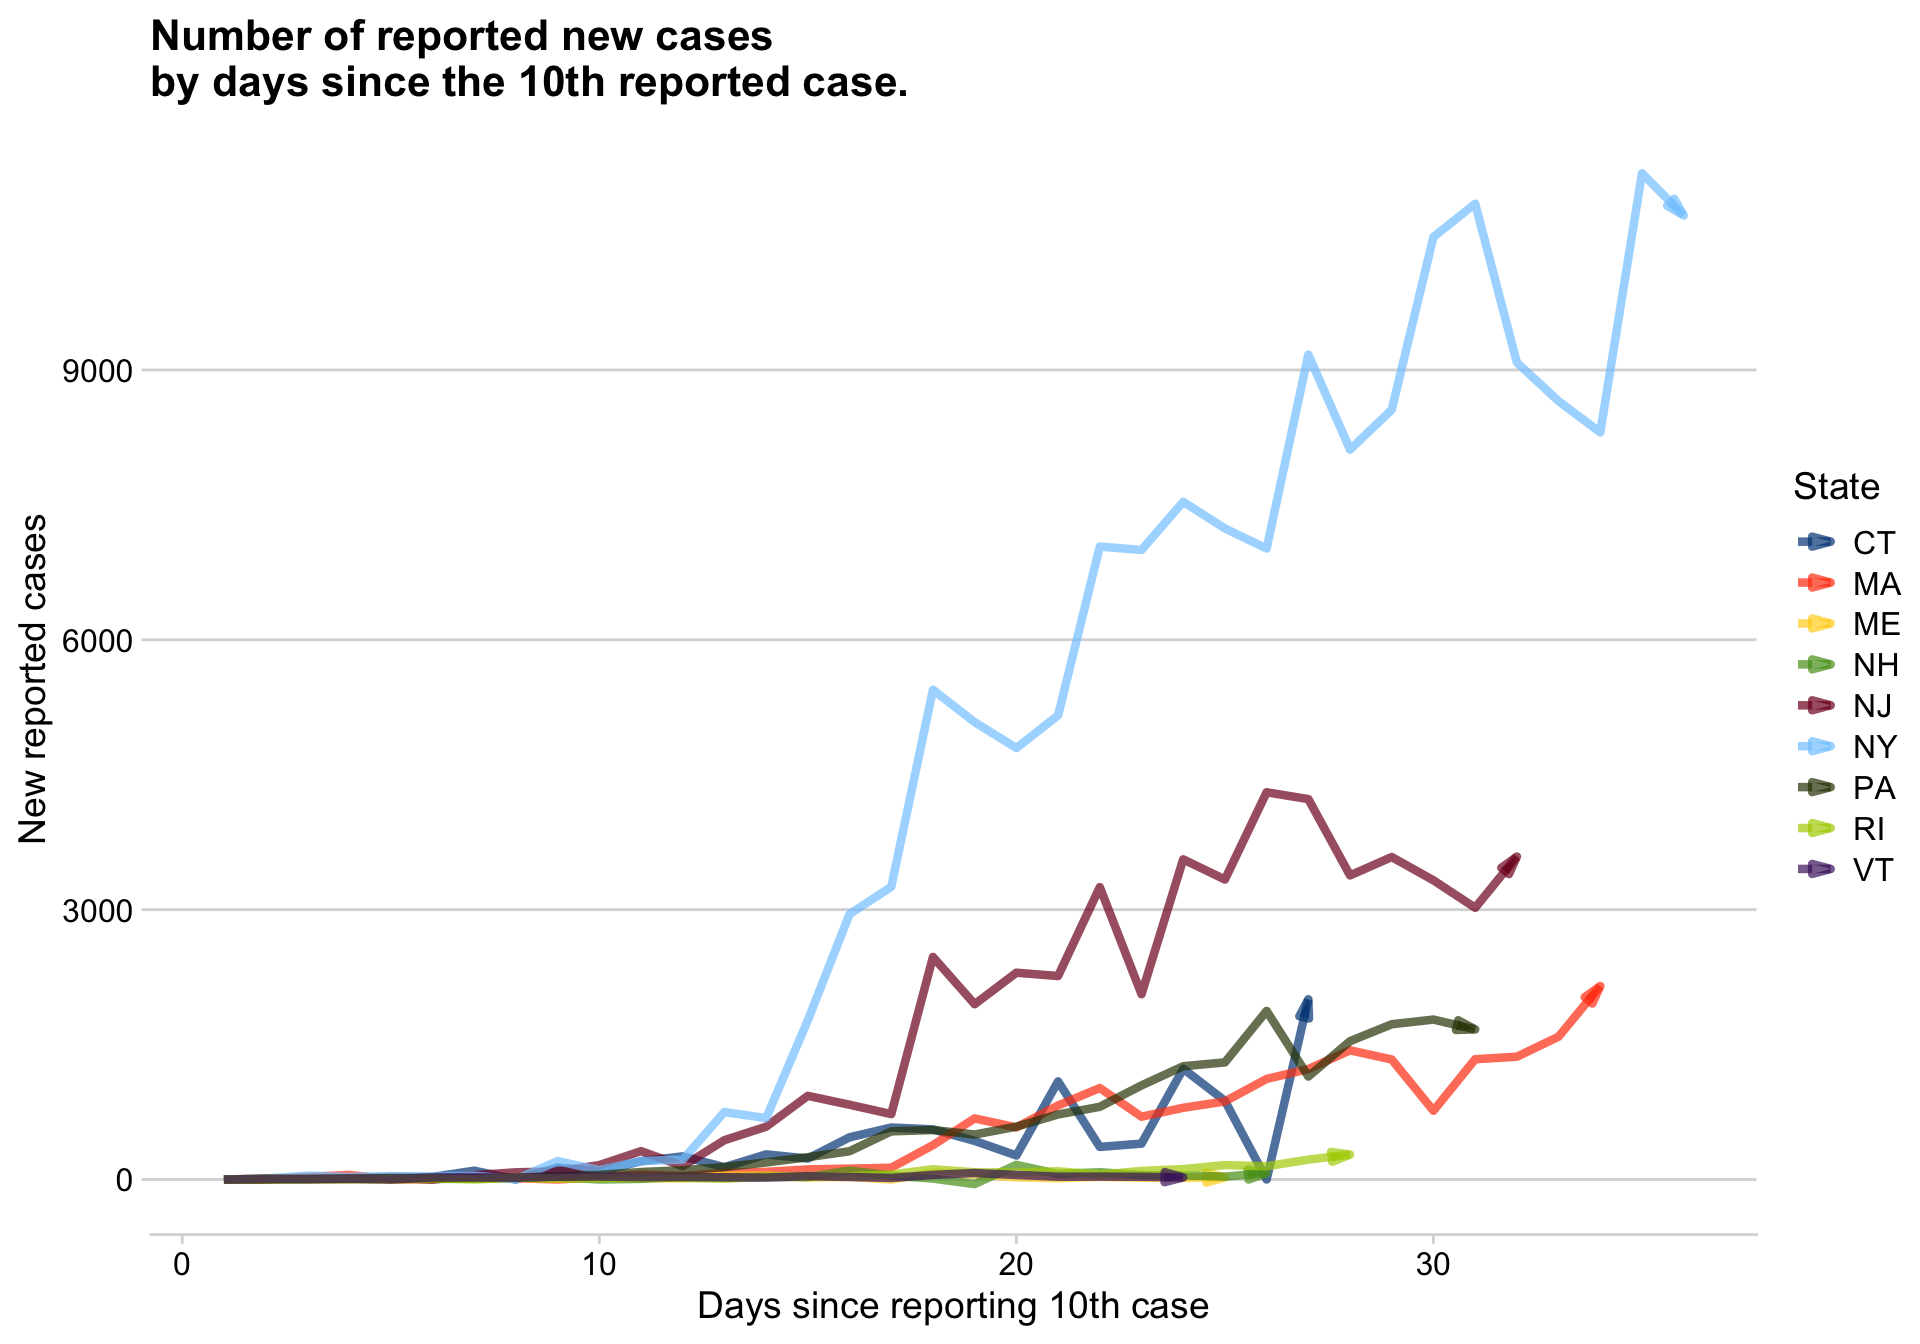 Number of reported new cases
by days since the 10th reported case.
New reported cases
9000
6000
3000
0
0
10
20
30
Days since reporting 10th case
State
CT
MA
ME
NH
NJ
NY
PA
RI
VT